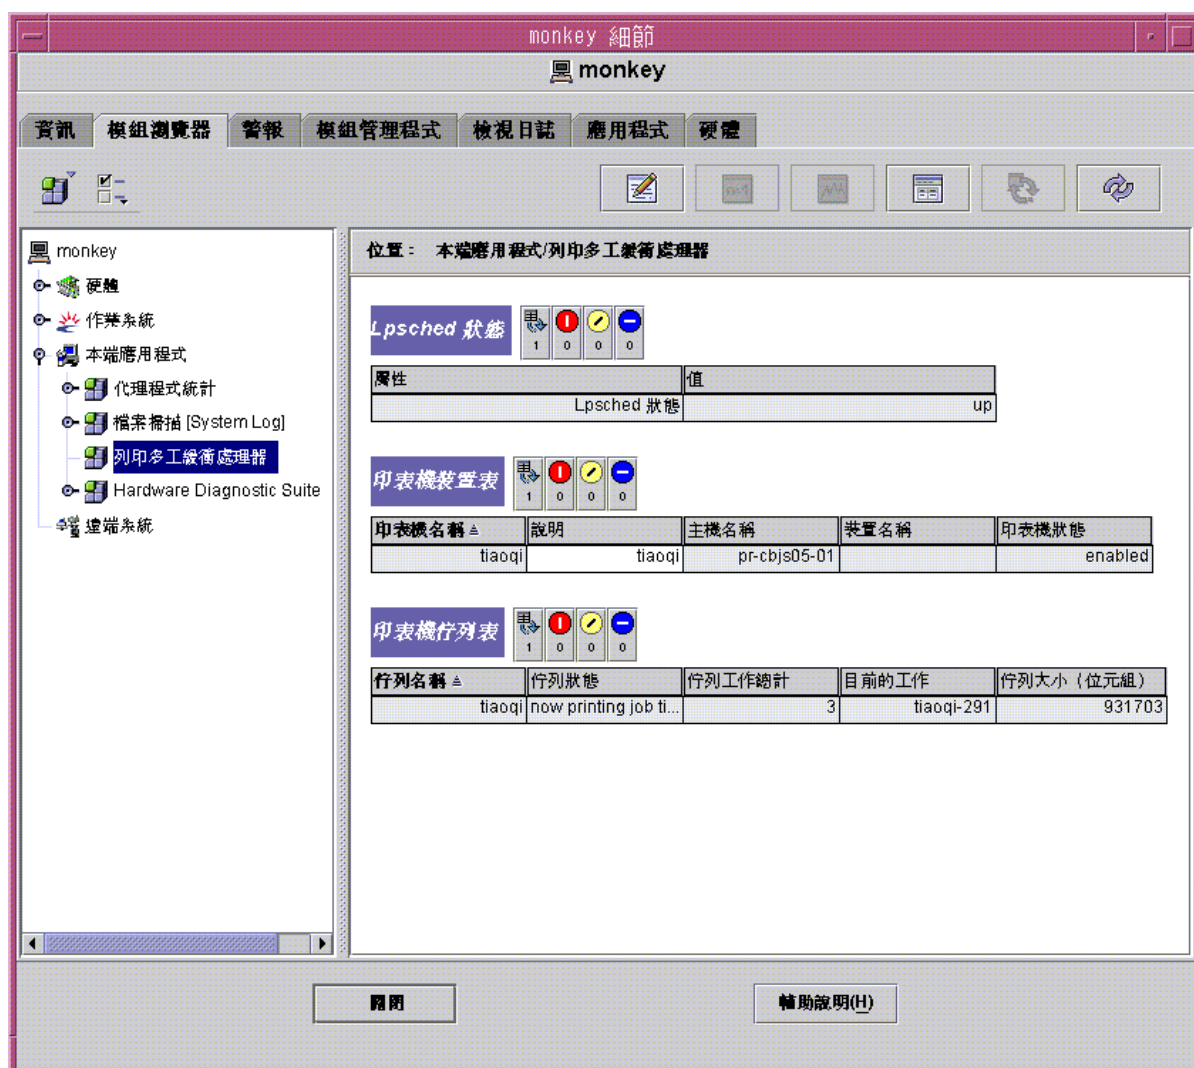 monkey 細節
monkey
資訊 模組瀏覽器 警報 模組管理程式 檢視日誌 應用程式 硬體
monkey
硬體
作業系統
本端應用程式
代理程式統計
檔案掃描 [System Log]
列印多工緩衝處理器
Hardware Diagnostic Suite
遠端系統
位置： 本端應用程式/列印多工緩衝處理器
Lpsched 狀態 1 0 0 0
屬性 值
Lpsched 狀態 up
印表機裝置表 1 0 0 0
印表機名稱 說明 主機名稱 裝置名稱 印表機狀態
tiaoqi tiaoqi pr-cbjs05-01 enabled
印表機佇列表 1 0 0 0
佇列名稱 佇列狀態 佇列工作總計 目前的工作 佇列大小（位元組）
tiaoqi now printing job ti... 3 tiaoqi-291 931703
關閉 輔助說明(H)